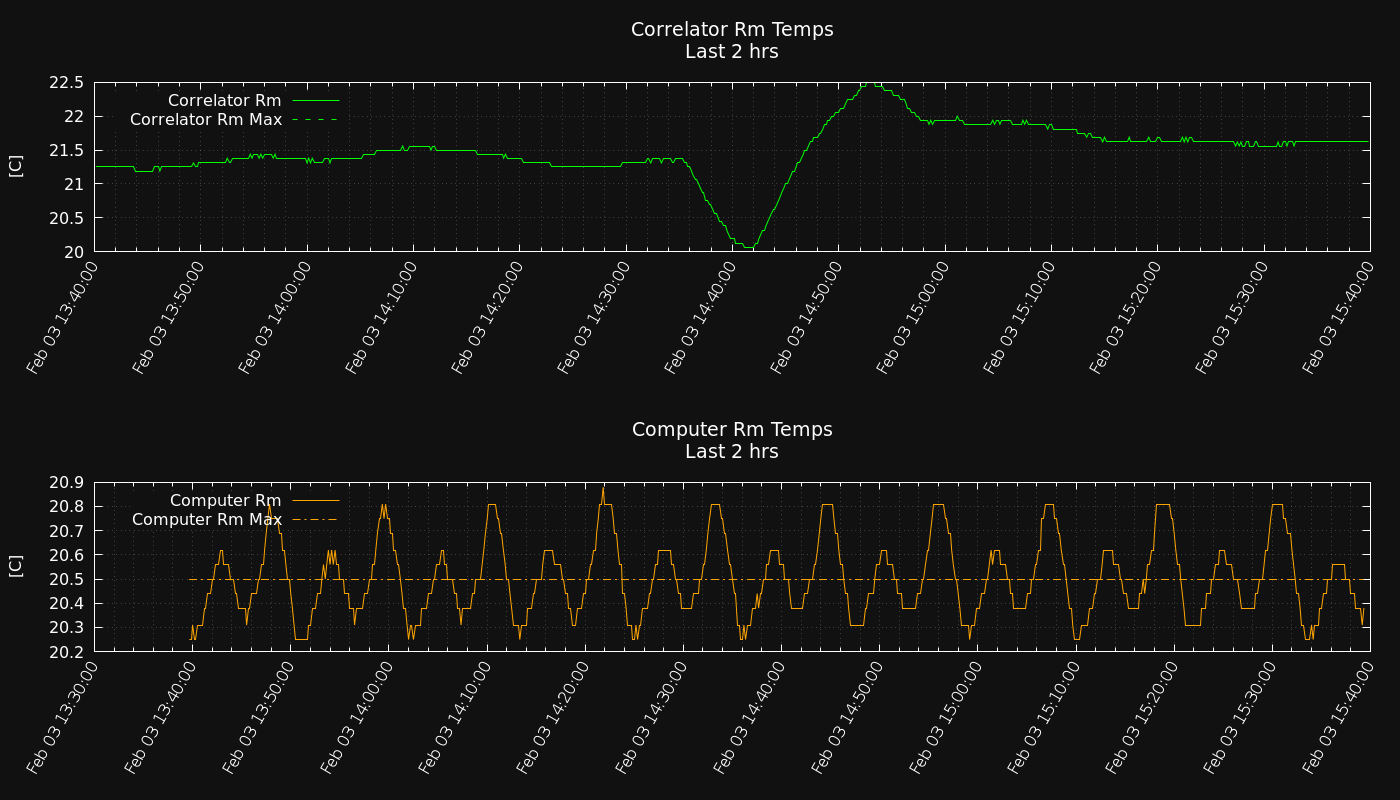 Correlator Rm Temps
Last 2 hrs
[C]
22.5
22
21.5
21
20.5
20
Correlator Rm
Correlator Rm Max
Feb 03 13:40:00
Feb 03 13:50:00
Feb 03 14:00:00
Feb 03 14:10:00
Feb 03 14:20:00
Feb 03 14:30:00
Feb 03 14:40:00
Feb 03 14:50:00
Feb 03 15:00:00
Feb 03 15:10:00
Feb 03 15:20:00
Feb 03 15:30:00
Feb 03 15:40:00
Computer Rm Temps
Last 2 hrs
[C]
20.9
20.8
20.7
20.6
20.5
20.4
20.3
20.2
Computer Rm
Computer Rm Max
Feb 03 13:30:00
Feb 03 13:40:00
Feb 03 13:50:00
Feb 03 14:00:00
Feb 03 14:10:00
Feb 03 14:20:00
Feb 03 14:30:00
Feb 03 14:40:00
Feb 03 14:50:00
Feb 03 15:00:00
Feb 03 15:10:00
Feb 03 15:20:00
Feb 03 15:30:00
Feb 03 15:40:00